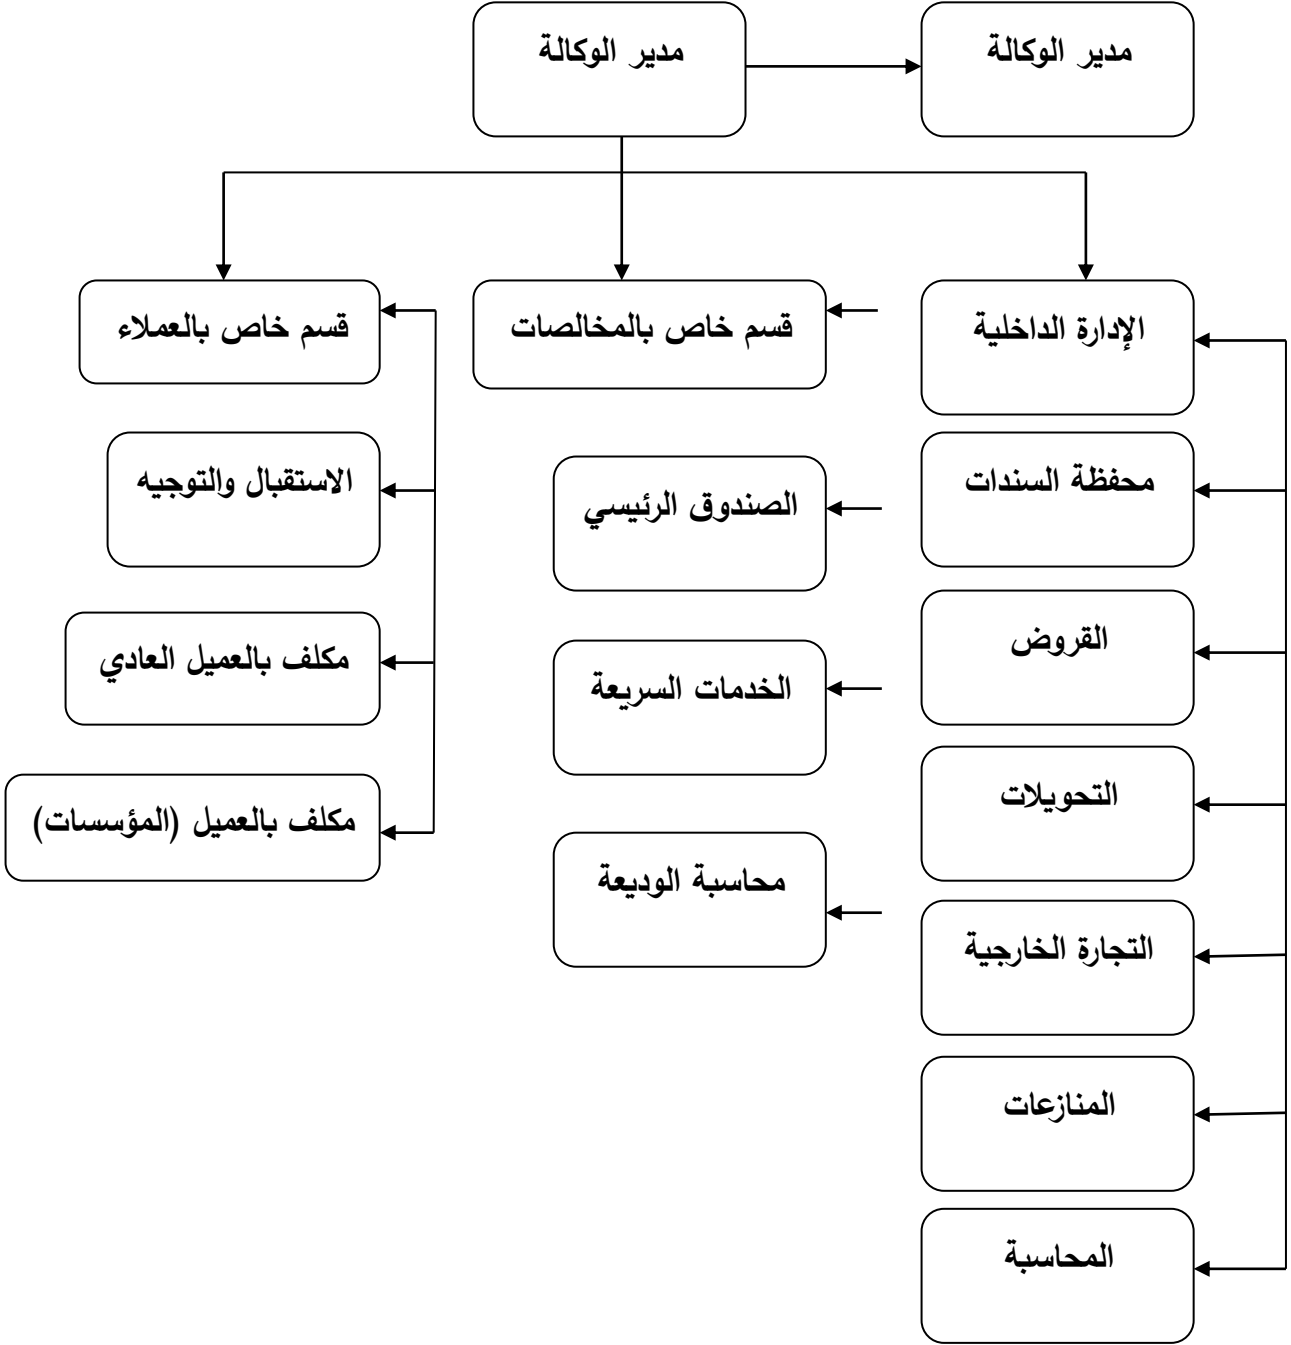 مدير الوكالة
مدير الوكالة
الإدارة الداخلية
قسم خاص بالمخالصات
قسم خاص بالعملاء
محفظة السندات
الصندوق الرئيسي
الاستقبال والتوجيه
القروض
الخدمات السريعة
مكلف بالعميل العادي
التحويلات
محاسبة الوديعة
مكلف بالعميل (المؤسسات)
التجارة الخارجية
المنازعات
المحاسبة